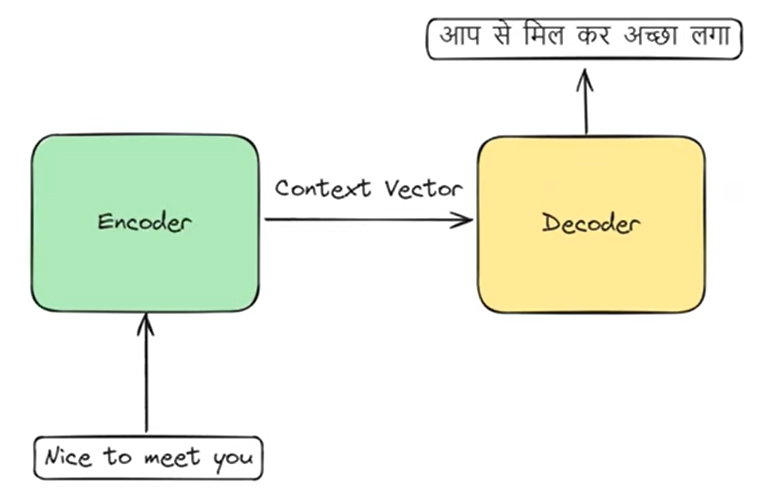 आप से मिल कर अच्छा लगा
Context Vector
Encoder
Decoder
Nice to meet you